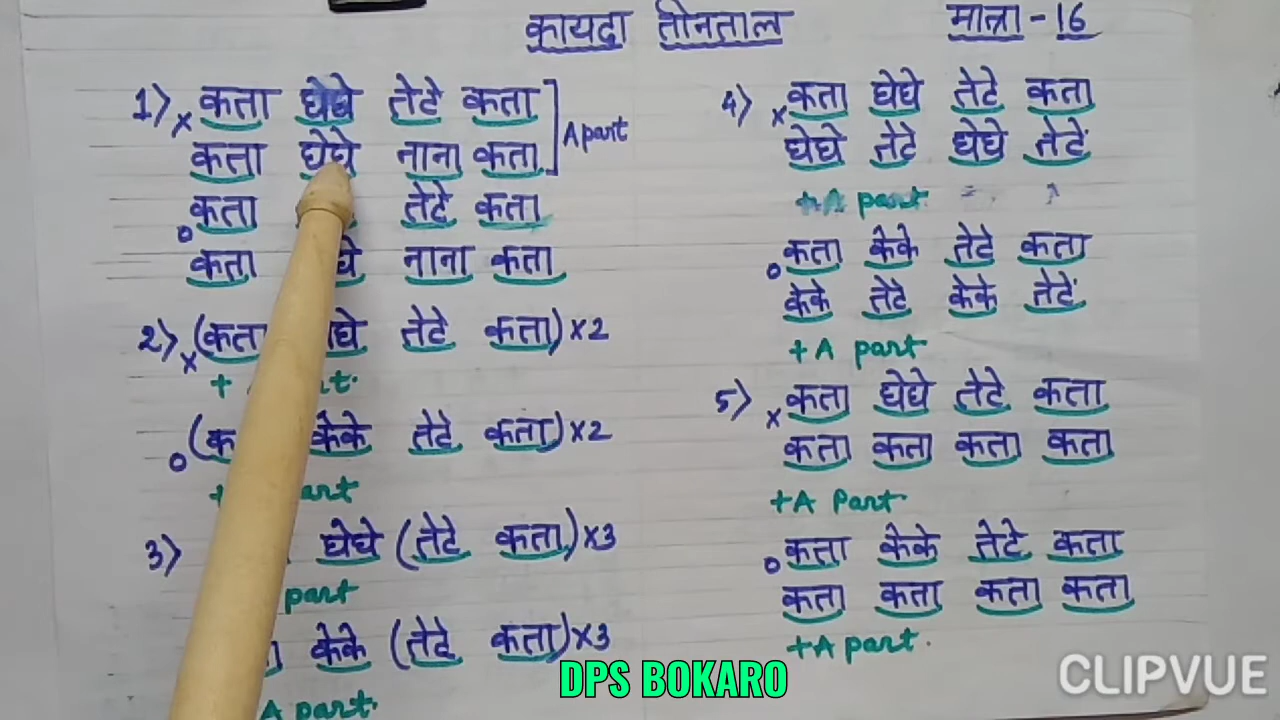 कायदा तीनताल मात्रा - 16
1) x कता घेघे तेटे कता ] A part
कता घेघे नाना कता
० कता तेटे कता
कता घे नाना कता
2) x (कता घे तेटे कता) x2
+ part.
० (क केके तेटे कता) x2
+ part
3) घेघे (तेटे कता) x3
part
केके (तेटे कता) x3
A part.
4) x कता घेघे तेटे कता
घेघे तेटे घेघे तेटे
+ A part
० कता केके तेटे कता
केके तेटे केके तेटे
+ A part
5) x कता घेघे तेटे कता
कता कता कता कता
+ A Part.
० कता केके तेटे कता
कता कता कता कता
+ A part.
DPS BOKARO
CLIPVUE